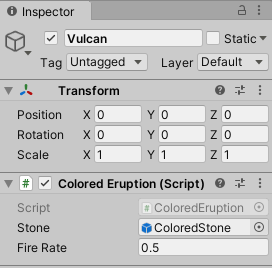 Inspector
Vulcan Static
Tag Untagged Layer Default
Transform
Position X 0 Y 0 Z 0
Rotation X 0 Y 0 Z 0
Scale X 1 Y 1 Z 1
# Colored Eruption (Script)
Script # ColoredEruption
Stone ColoredStone
Fire Rate 0.5